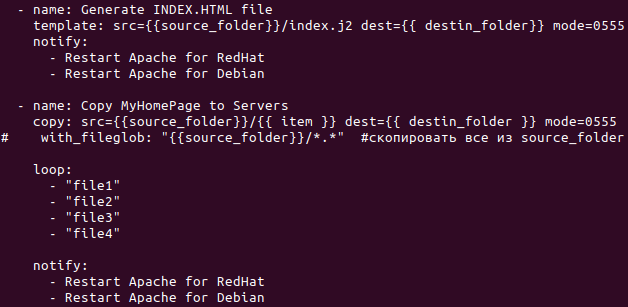 - name: Generate INDEX.HTML file
template: src={{source_folder}}/index.j2 dest={{ destin_folder}} mode=0555
notify:
- Restart Apache for RedHat
- Restart Apache for Debian
- name: Copy MyHomePage to Servers
copy: src={{source_folder}}/{{ item }} dest={{ destin_folder }} mode=0555
#    with_fileglob: "{{source_folder}}/*.*"  #скопировать все из source_folder
loop:
- "file1"
- "file2"
- "file3"
- "file4"
notify:
- Restart Apache for RedHat
- Restart Apache for Debian